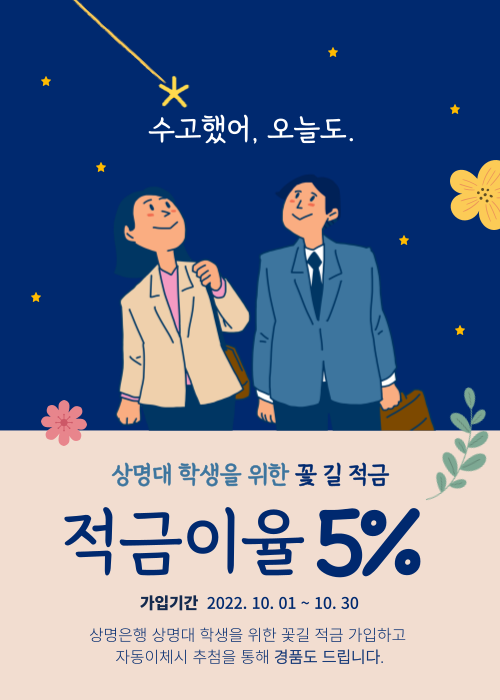 수고했어, 오늘도.
상명대 학생을 위한 꽃 길 적금
적금이율 5%
가입기간 2022. 10. 01 ~ 10. 30
상명은행 상명대 학생을 위한 꽃길 적금 가입하고
자동이체시 추첨을 통해 경품도 드립니다.